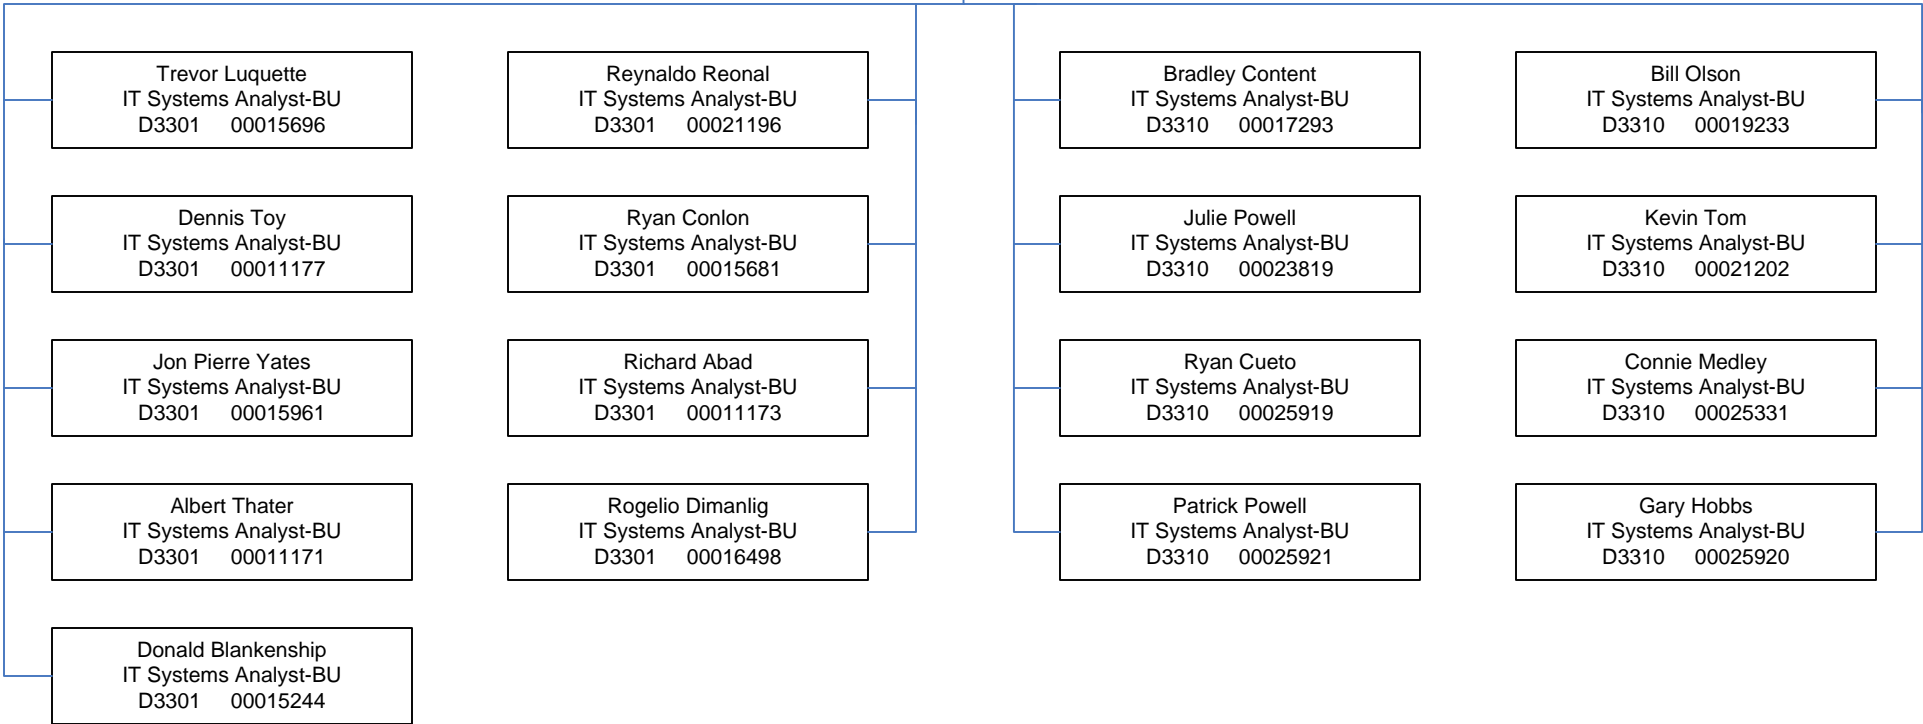 Trevor Luquette
IT Systems Analyst-BU
D3301 00015696
Reynaldo Reonal
IT Systems Analyst-BU
D3301 00021196
Bradley Content
IT Systems Analyst-BU
D3310 00017293
Bill Olson
IT Systems Analyst-BU
D3310 00019233
Dennis Toy
IT Systems Analyst-BU
D3301 00011177
Ryan Conlon
IT Systems Analyst-BU
D3301 00015681
Julie Powell
IT Systems Analyst-BU
D3310 00023819
Kevin Tom
IT Systems Analyst-BU
D3310 00021202
Jon Pierre Yates
IT Systems Analyst-BU
D3301 00015961
Richard Abad
IT Systems Analyst-BU
D3301 00011173
Ryan Cueto
IT Systems Analyst-BU
D3310 00025919
Connie Medley
IT Systems Analyst-BU
D3310 00025331
Albert Thater
IT Systems Analyst-BU
D3301 00011171
Rogelio Dimanlig
IT Systems Analyst-BU
D3301 00016498
Patrick Powell
IT Systems Analyst-BU
D3310 00025921
Gary Hobbs
IT Systems Analyst-BU
D3310 00025920
Donald Blankenship
IT Systems Analyst-BU
D3301 00015244